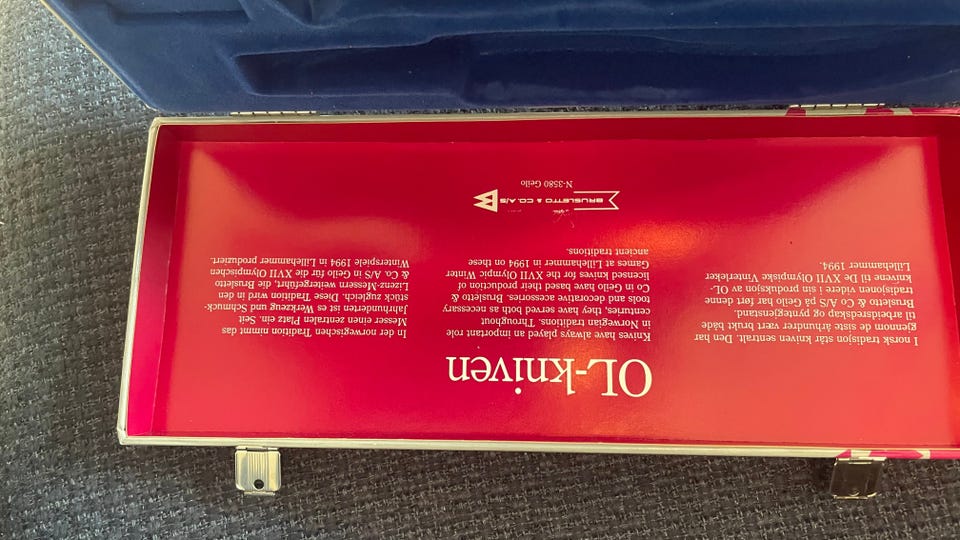 OL-kniven
I norsk tradisjon står kniven sentralt. Den har
gjennom de siste århundrer vært brukt både
til arbeidsredskap og pyntegjenstand.
Brusletto & Co A/S på Geilo har ført denne
tradisjonen videre i sin produksjon av OL-
knivene til De XVII Olympiske Vinterleker
Lillehammer 1994.
Knives have always played an important role
in Norwegian traditions. Throughout
centuries, they have served both as necessary
tools and decorative accesories. Brusletto &
Co in Geilo have based their production of
licensed knives for the XVII Olympic Winter
Games at Lillehammer in 1994 on these
ancient traditions.
In der norwegischen Tradition nimmt das
Messer einen zentralen Platz ein. Seit
Jahrhunderten ist es Werkzeug und Schmuck-
stück zugleich. Diese Tradition wird in den
Lizenz-Messern weitergeführt, die Brusletto
& Co. A/S in Geilo für die XVII Olympischen
Winterspiele 1994 in Lillehammer produziert.
BRUSLETTO & CO. A/S
N-3580 Geilo